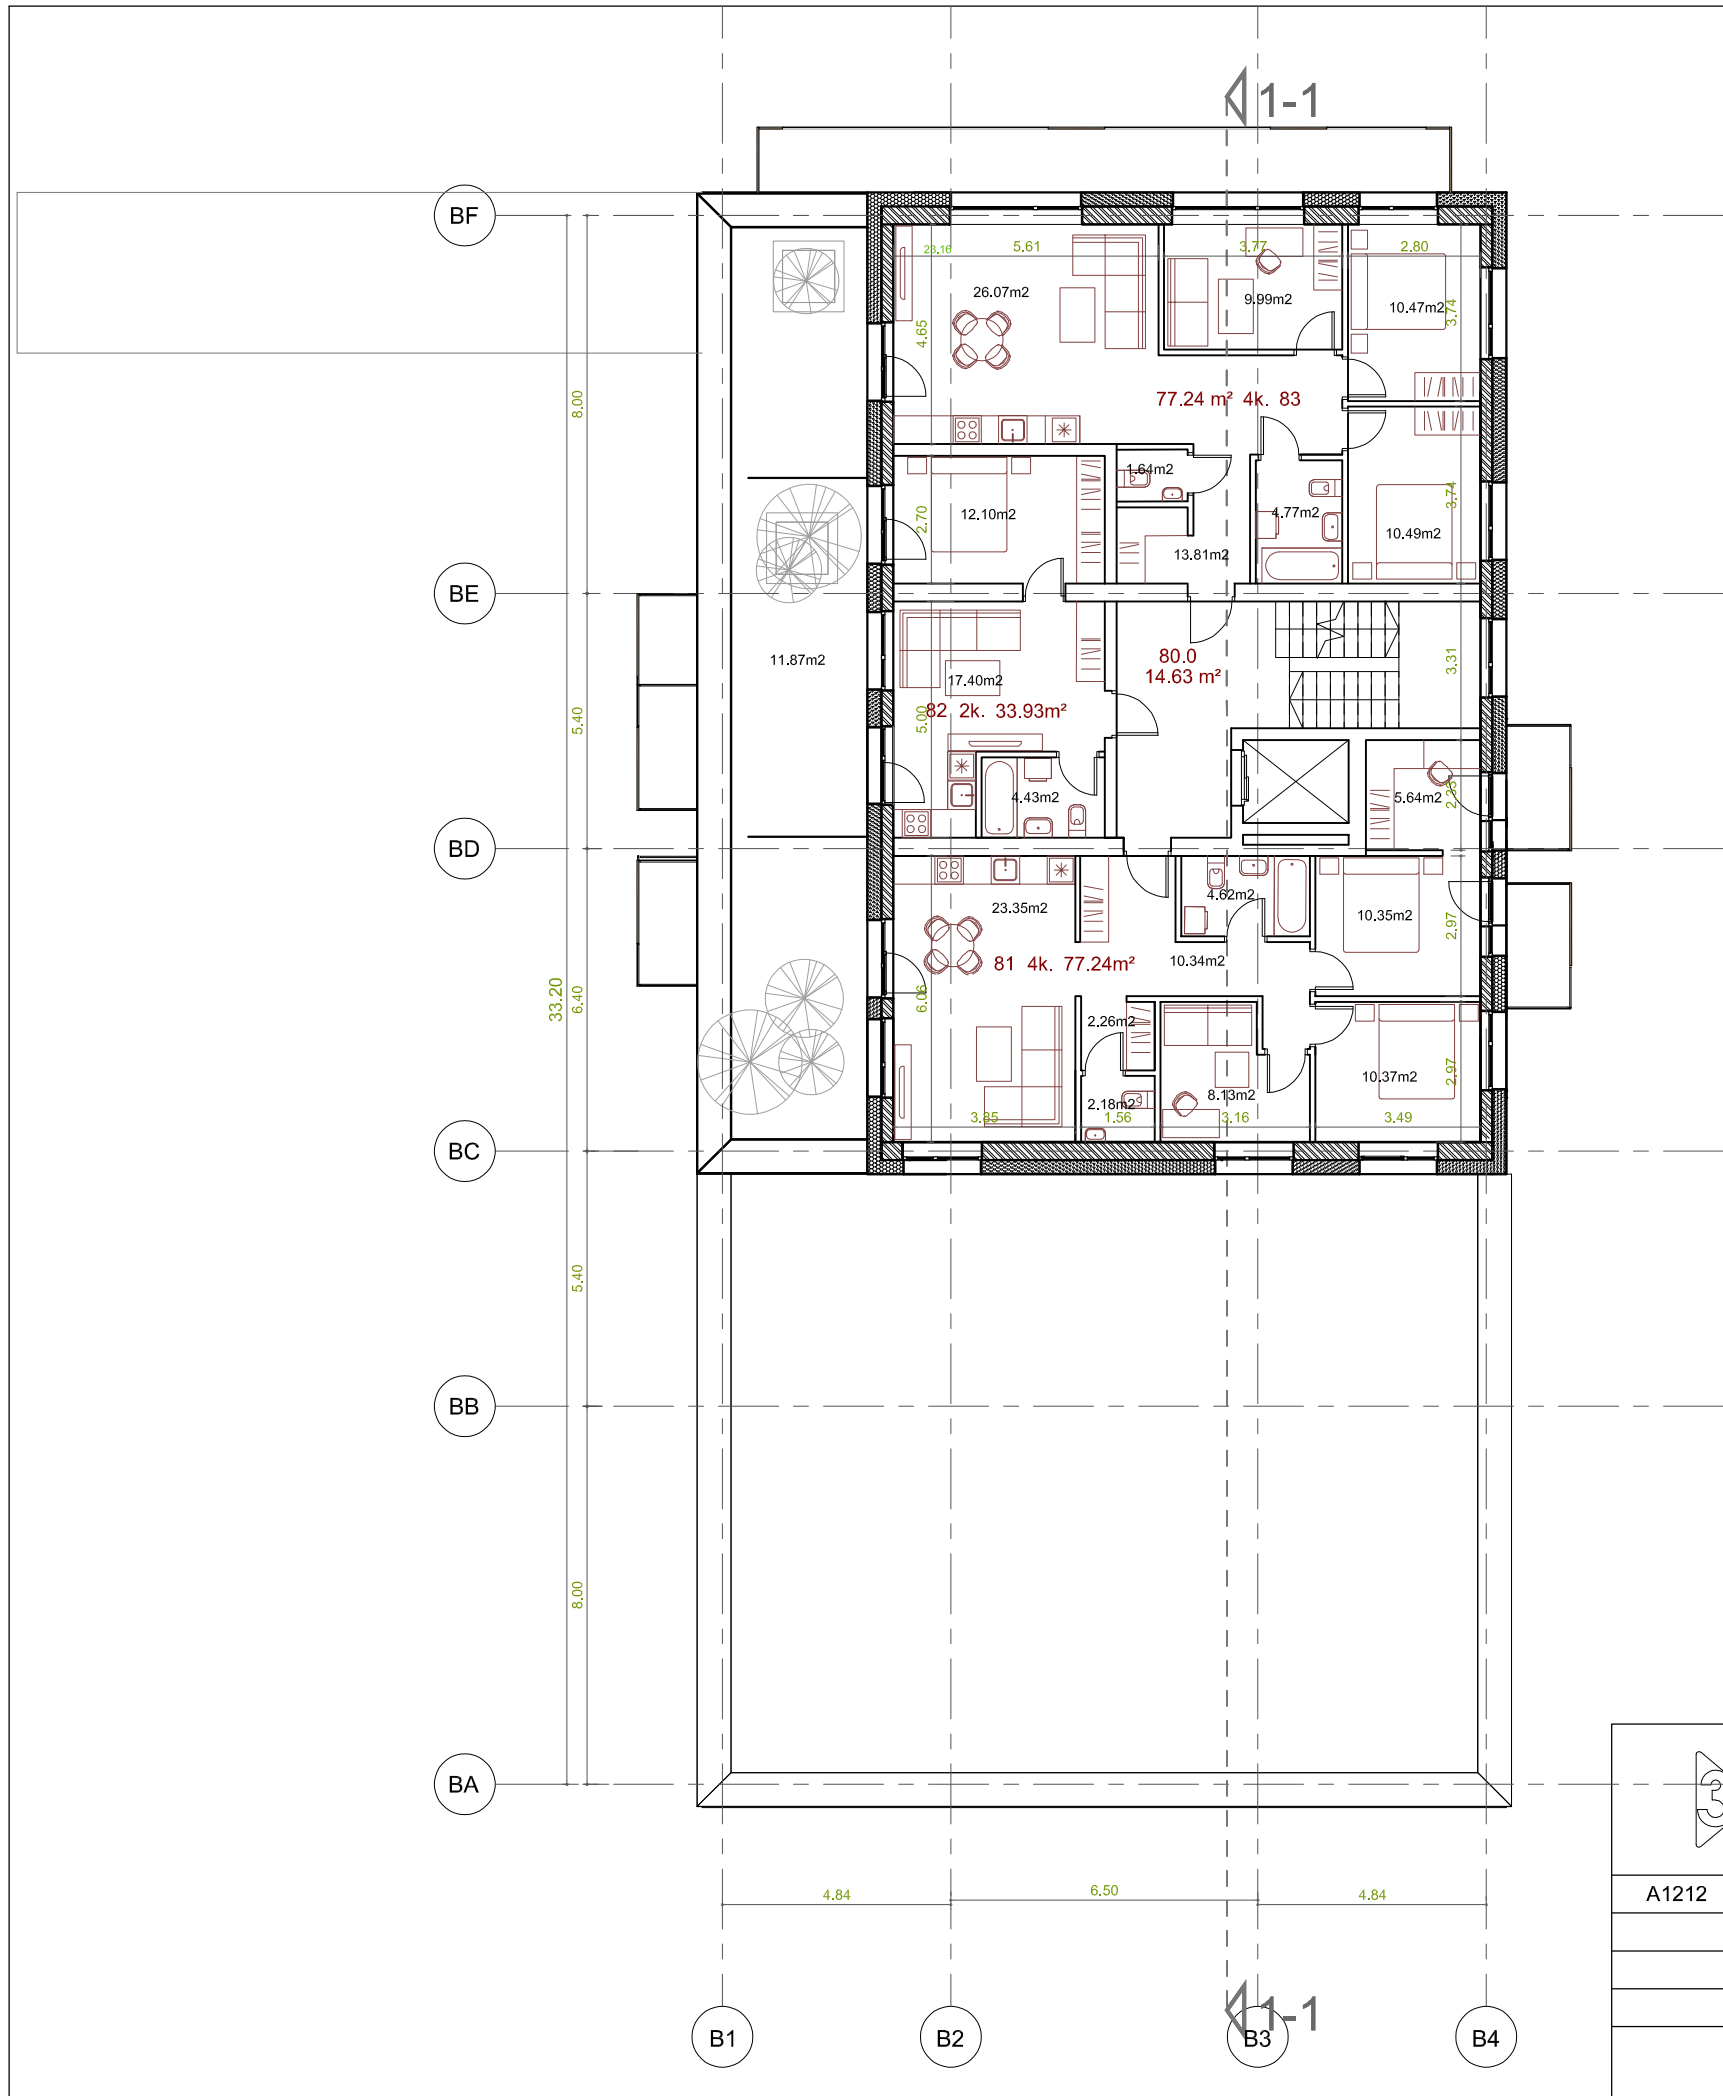 1-1
BF
23.16
5.61
3.77
2.80
26.07m2
9.99m2
10.47m2
3.74
4.65
8.00
77.24 m² 4k. 83
1.64m2
12.10m2
2.70
4.77m2
3.74
10.49m2
13.81m2
BE
11.87m2
80.0
14.63 m²
3.31
17.40m2
82 2k. 33.93m²
5.00
5.40
4.43m2
5.64m2
2.33
BD
23.35m2
4.62m2
10.35m2
2.97
81 4k. 77.24m²
10.34m2
33.20
6.40
6.06
2.26m2
10.37m2
2.97
2.18m2
8.13m2
3.85
1.56
3.16
3.49
BC
5.40
BB
8.00
BA
3
A1212
4.84
6.50
4.84
1-1
B1
B2
B3
B4